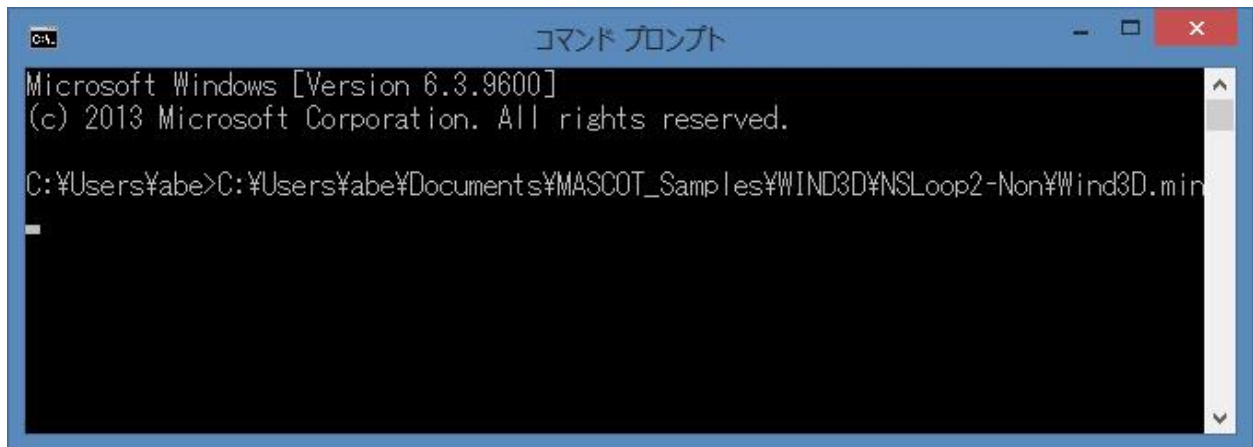 コマンド プロンプト
Microsoft Windows [Version 6.3.9600]
(c) 2013 Microsoft Corporation. All rights reserved.
C:¥Users¥abe>C:¥Users¥abe¥Documents¥MASCOT_Samples¥WIND3D¥NSLoop2-Non¥Wind3D.min